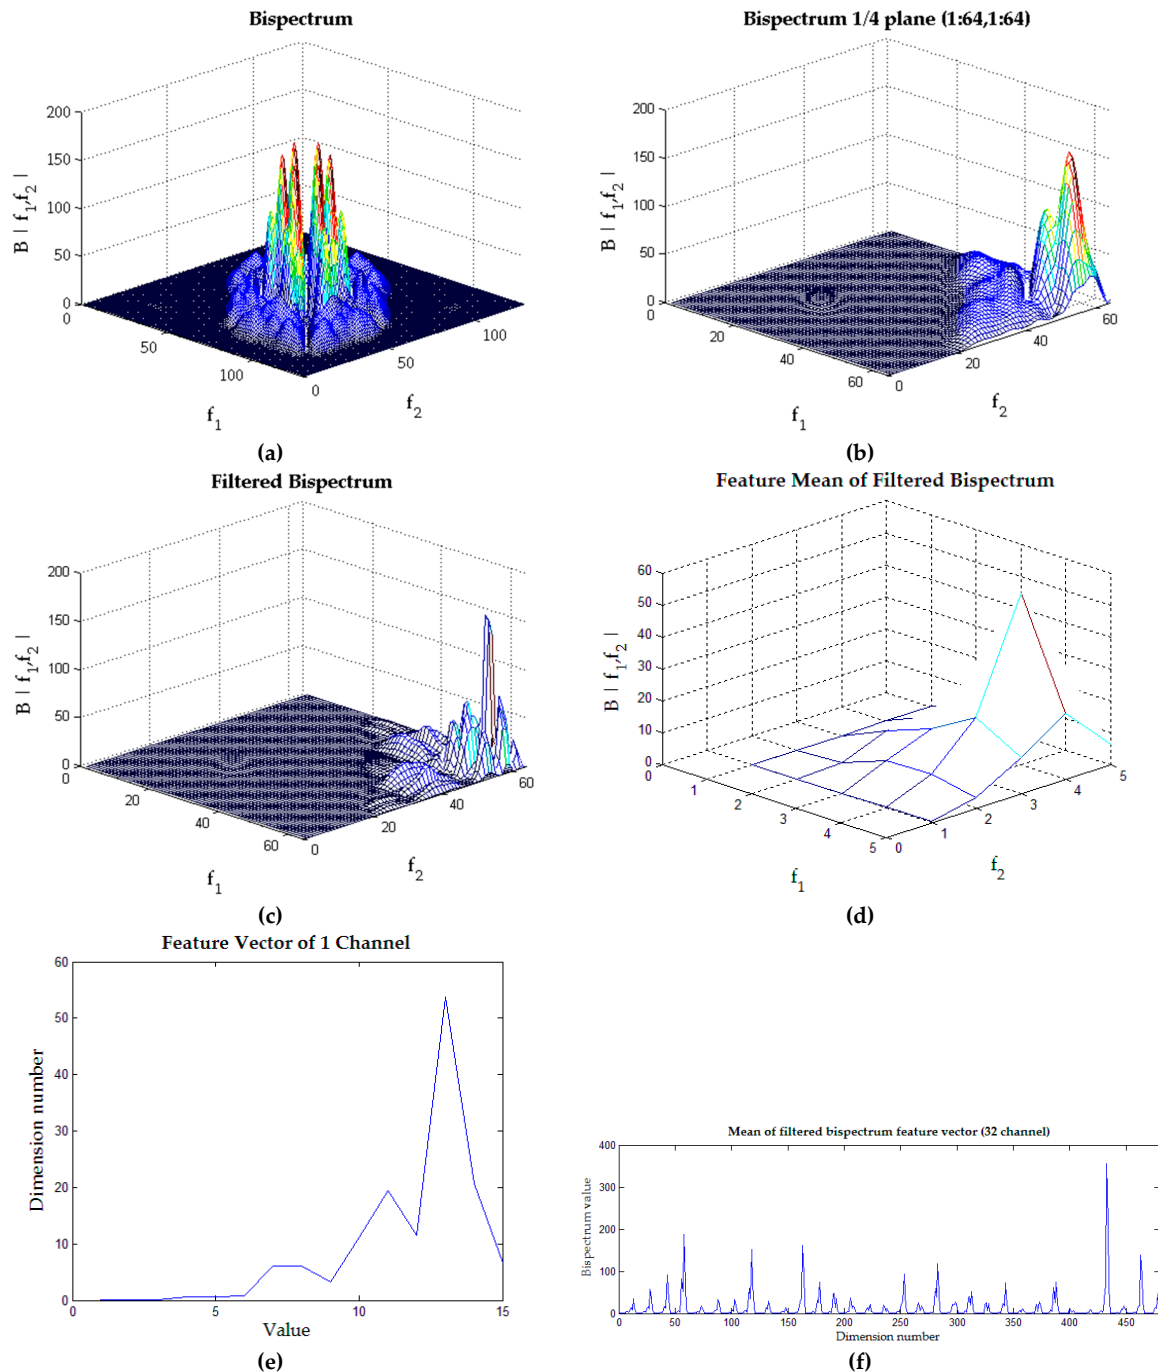 Bispectrum
200
150
100
50
0
0
50
100
0
50
100
B | f1,f2 |
f1
f2
(a)
Bispectrum 1/4 plane (1:64,1:64)
200
150
100
50
0
0
20
40
60
0
20
40
60
B | f1,f2 |
f1
f2
(b)
Filtered Bispectrum
200
150
100
50
0
0
20
40
60
0
20
40
60
B | f1,f2 |
f1
f2
(c)
Feature Mean of Filtered Bispectrum
60
50
40
30
20
10
0
0
1
2
3
4
5
0
1
2
3
4
5
B | f1,f2 |
f1
f2
(d)
Feature Vector of 1 Channel
60
50
40
30
20
10
0
0
5
10
15
Dimension number
Value
(e)
Mean of filtered bispectrum feature vector (32 channel)
400
300
200
100
0
0 50 100 150 200 250 300 350 400 450
Bispectrum value
Dimension number
(f)